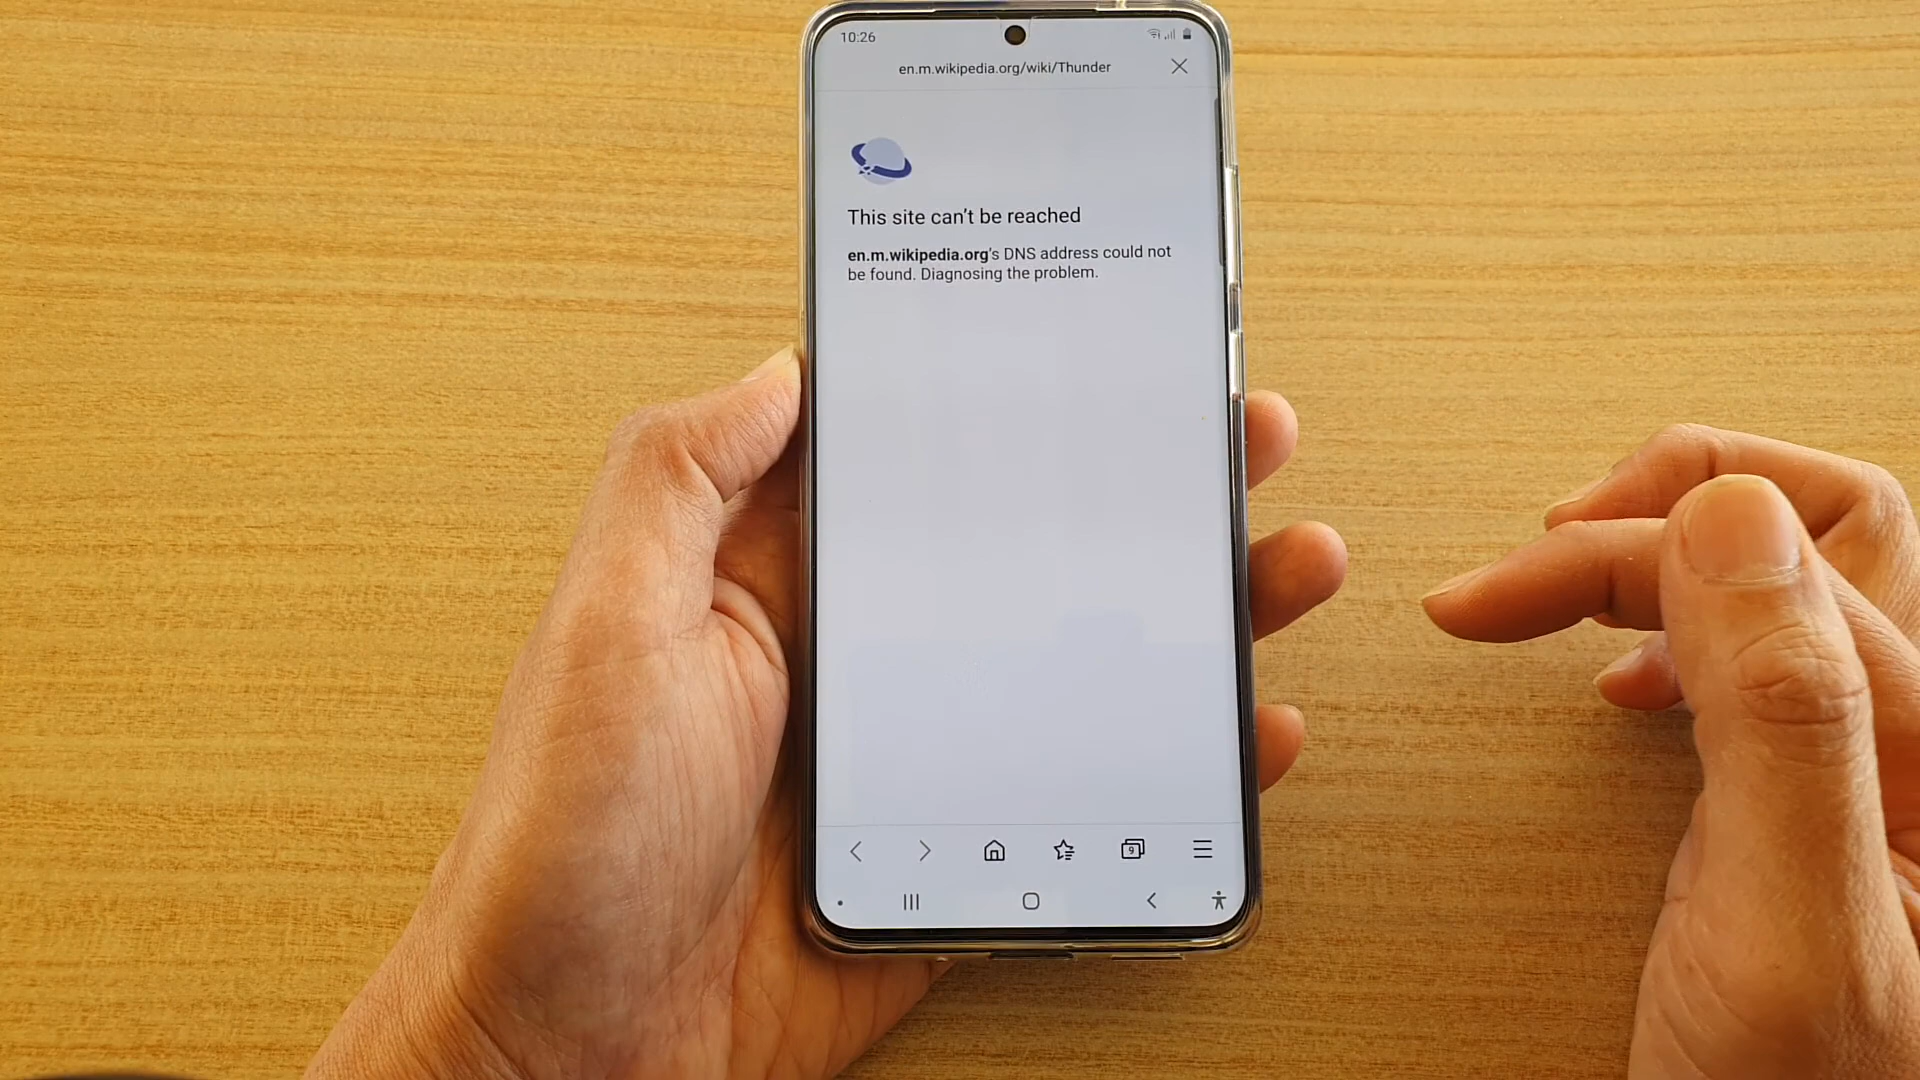 10:26
en.m.wikipedia.org/wiki/Thunder
This site can't be reached
en.m.wikipedia.org's DNS address could not
be found. Diagnosing the problem.
9